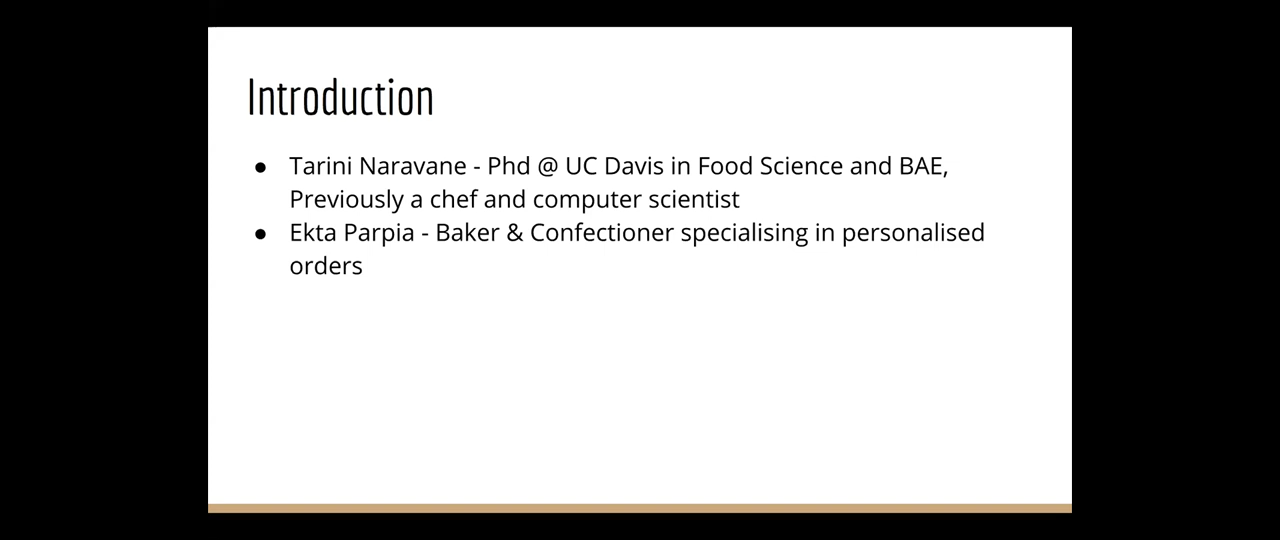 Introduction
● Tarini Naravane - Phd @ UC Davis in Food Science and BAE,
Previously a chef and computer scientist
● Ekta Parpia - Baker & Confectioner specialising in personalised
orders